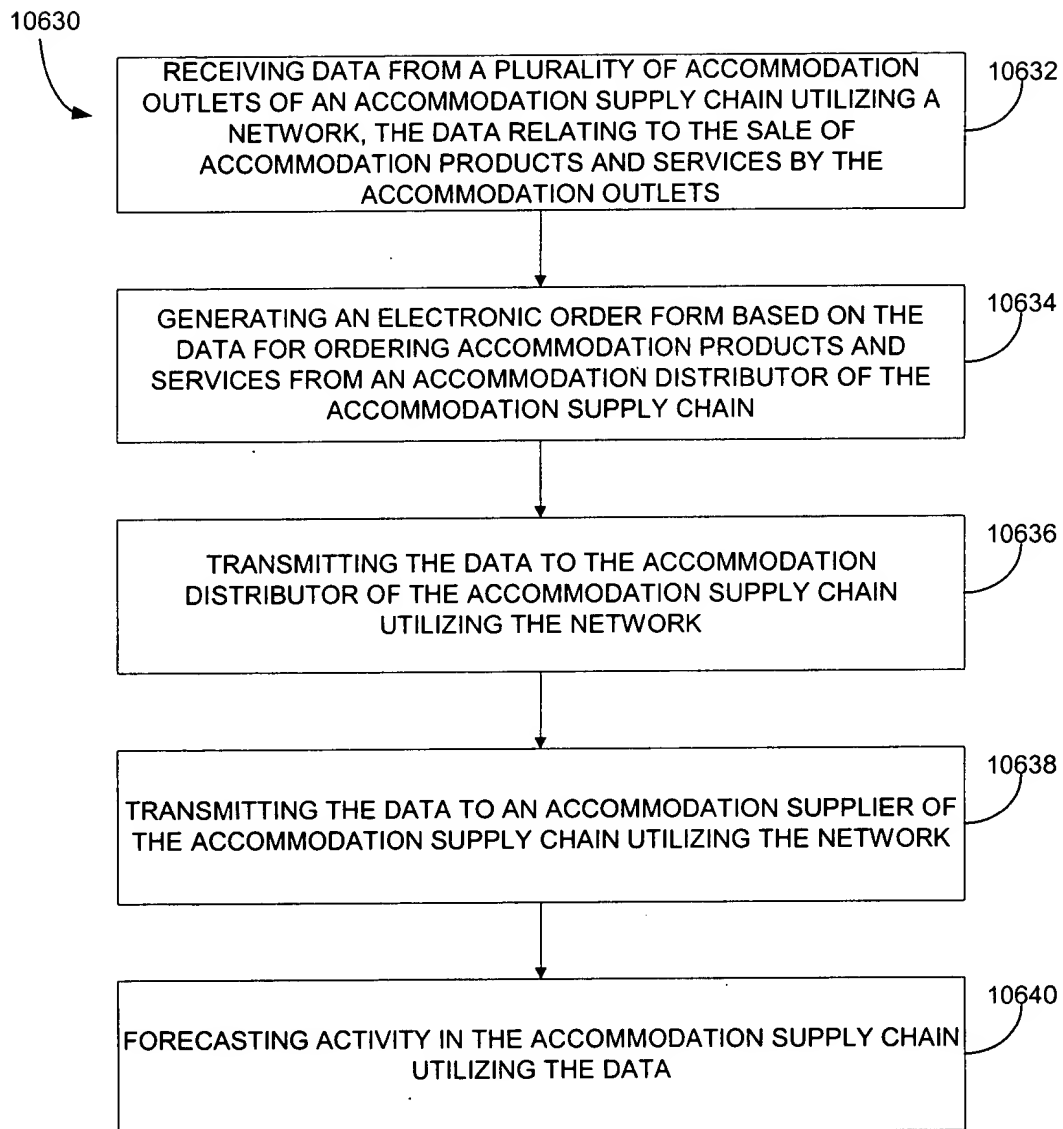 10630
RECEIVING DATA FROM A PLURALITY OF ACCOMMODATION
OUTLETS OF AN ACCOMMODATION SUPPLY CHAIN UTILIZING A
NETWORK, THE DATA RELATING TO THE SALE OF
ACCOMMODATION PRODUCTS AND SERVICES BY THE
ACCOMMODATION OUTLETS
10632
GENERATING AN ELECTRONIC ORDER FORM BASED ON THE
DATA FOR ORDERING ACCOMMODATION PRODUCTS AND
SERVICES FROM AN ACCOMMODATION DISTRIBUTOR OF THE
ACCOMMODATION SUPPLY CHAIN
10634
TRANSMITTING THE DATA TO THE ACCOMMODATION
DISTRIBUTOR OF THE ACCOMMODATION SUPPLY CHAIN
UTILIZING THE NETWORK
10636
TRANSMITTING THE DATA TO AN ACCOMMODATION SUPPLIER OF
THE ACCOMMODATION SUPPLY CHAIN UTILIZING THE NETWORK
10638
FORECASTING ACTIVITY IN THE ACCOMMODATION SUPPLY CHAIN
UTILIZING THE DATA
10640